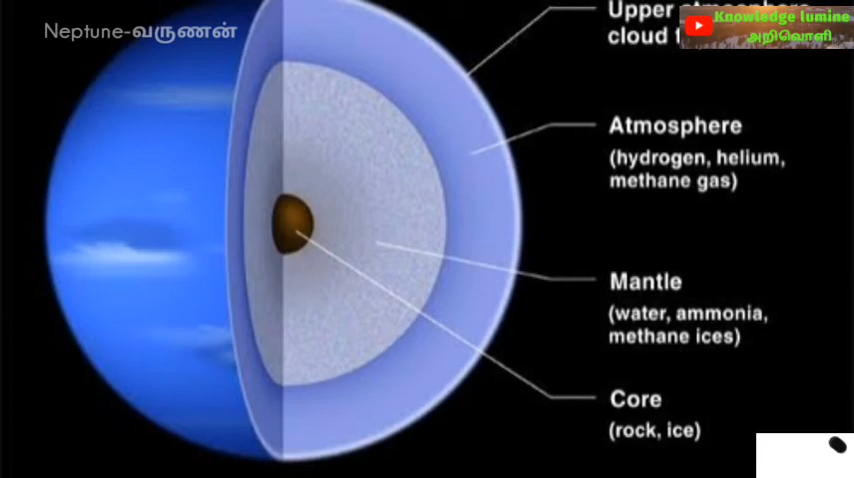 Neptune-வருணன்
Upper
cloud
Knowledge lumine
அறிவொளி
Atmosphere
(hydrogen, helium,
methane gas)
Mantle
(water, ammonia,
methane ices)
Core
(rock, ice)